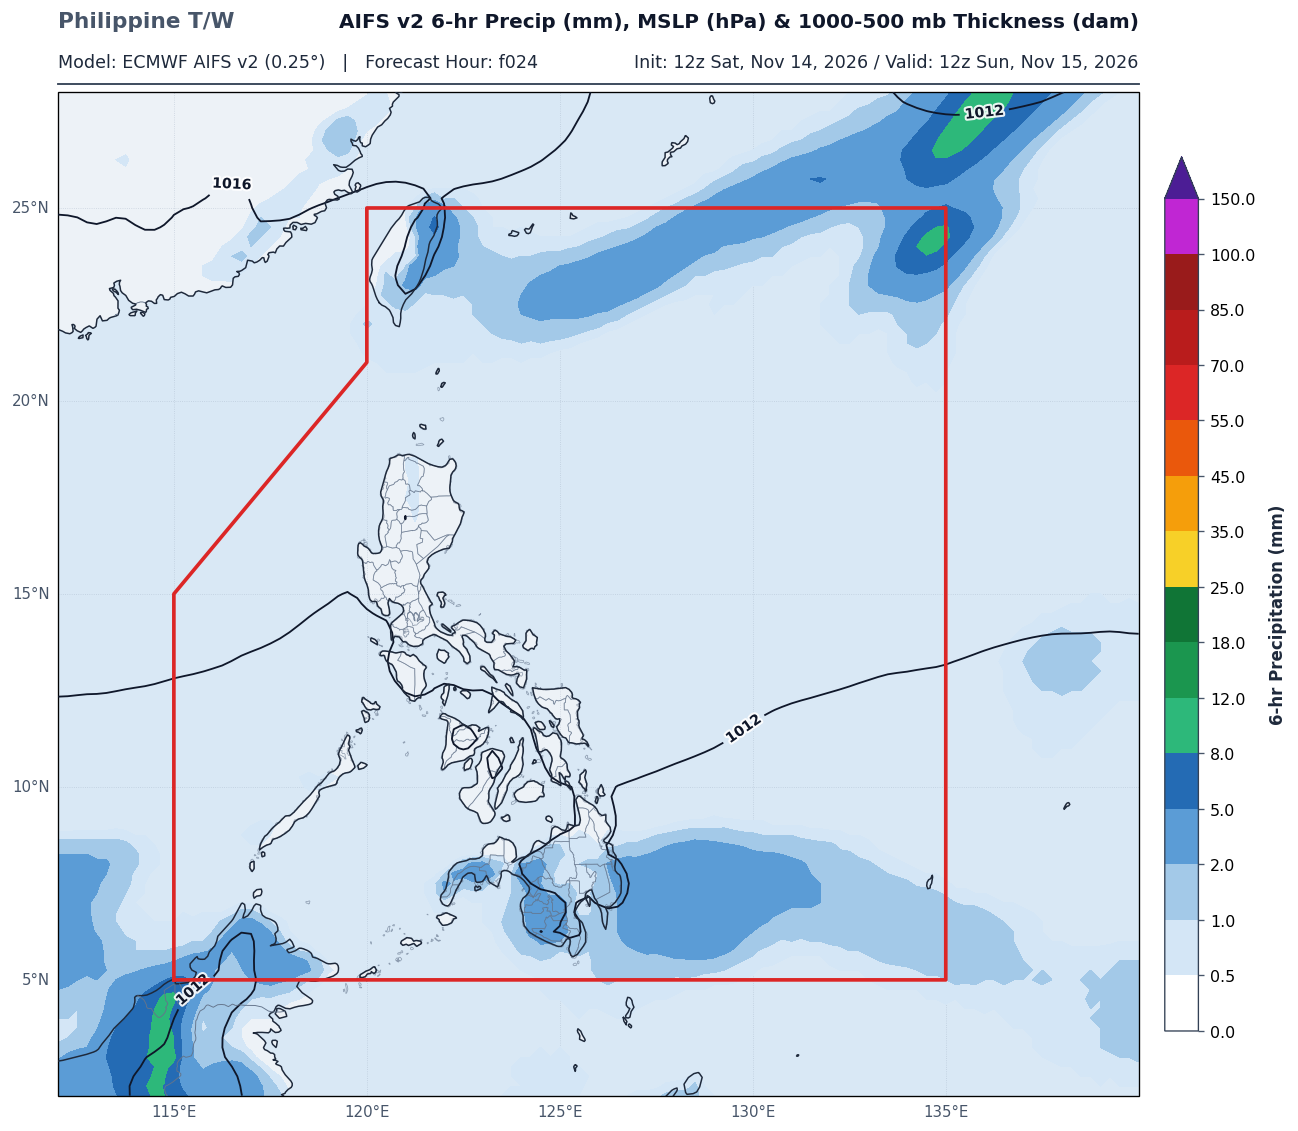 Philippine T/W
AIFS v2 6-hr Precip (mm), MSLP (hPa) & 1000-500 mb Thickness (dam)
Model: ECMWF AIFS v2 (0.25°)   |   Forecast Hour: f024
Init: 12z Sat, Nov 14, 2026 / Valid: 12z Sun, Nov 15, 2026
1012
1016
25°N
20°N
15°N
1012
10°N
1012
5°N
115°E
120°E
125°E
130°E
135°E
150.0
100.0
85.0
70.0
55.0
45.0
35.0
25.0
18.0
12.0
8.0
5.0
2.0
1.0
0.5
0.0
6-hr Precipitation (mm)